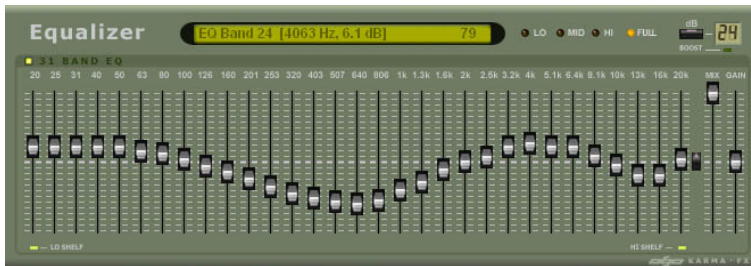 Equalizer
EQ Band 24 [4063 Hz, 6.1 dB] 79
LO MID HI FULL
dB
24
BOOST
31 BAND EQ
20 25 31 40 50 63 80 100 126 160 201 253 320 403 507 640 806 1k 1.3k 1.6k 2k 2.5k 3.2k 4k 5.1k 6.4k 8.1k 10k 13k 16k 20k MIX GAIN
LO SHELF HI SHELF
KARMA FX